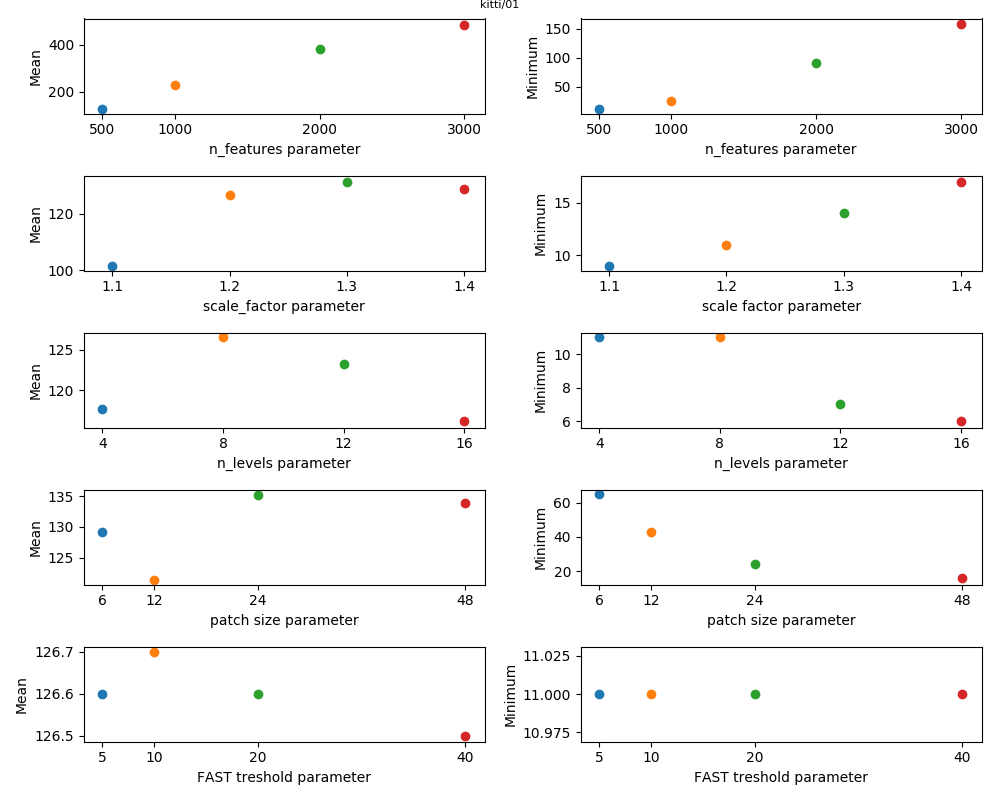 kitti/01
Mean
400
200
500 1000 2000 3000
n_features parameter
Minimum
150
100
50
500 1000 2000 3000
n_features parameter
Mean
120
100
1.1 1.2 1.3 1.4
scale_factor parameter
Minimum
15
10
1.1 1.2 1.3 1.4
scale factor parameter
Mean
125
120
4 8 12 16
n_levels parameter
Minimum
10
8
6
4 8 12 16
n_levels parameter
Mean
135
130
125
6 12 24 48
patch size parameter
Minimum
60
40
20
6 12 24 48
patch size parameter
Mean
126.7
126.6
126.5
5 10 20 40
FAST treshold parameter
Minimum
11.025
11.000
10.975
5 10 20 40
FAST treshold parameter